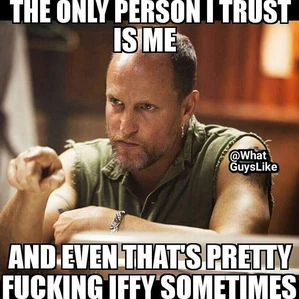 THE ONLY PERSON I TRUST
IS ME
@What
GuysLike
AND EVEN THAT'S PRETTY
FUCKING IFFY SOMETIMES